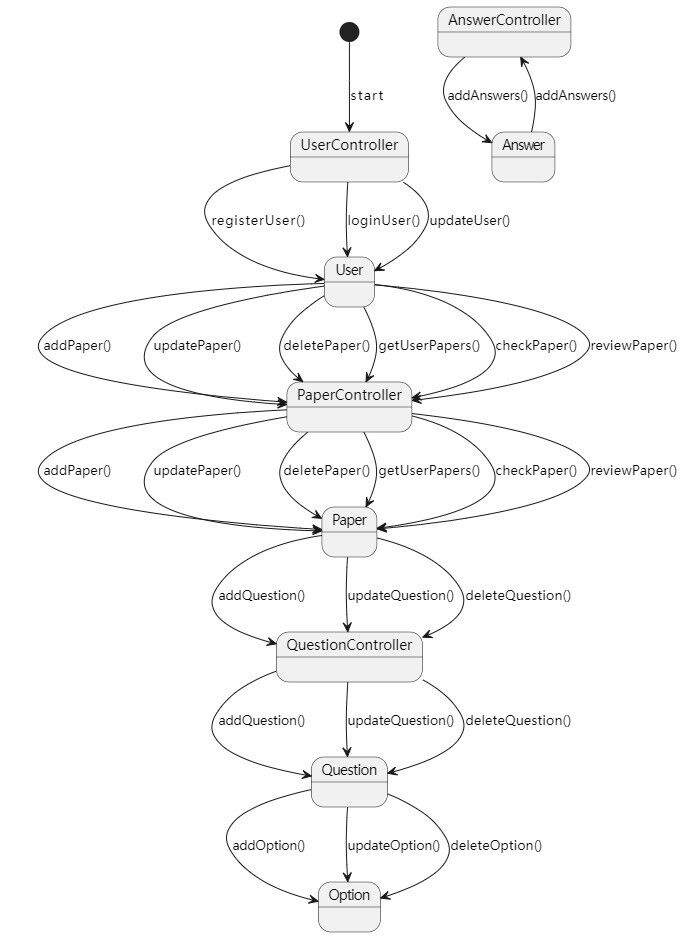 AnswerController
start
addAnswers() addAnswers()
UserController
Answer
registerUser() loginUser() updateUser()
User
addPaper() updatePaper() deletePaper() getUserPapers() checkPaper() reviewPaper()
PaperController
addPaper() updatePaper() deletePaper() getUserPapers() checkPaper() reviewPaper()
Paper
addQuestion() updateQuestion() deleteQuestion()
QuestionController
addQuestion() updateQuestion() deleteQuestion()
Question
addOption() updateOption() deleteOption()
Option